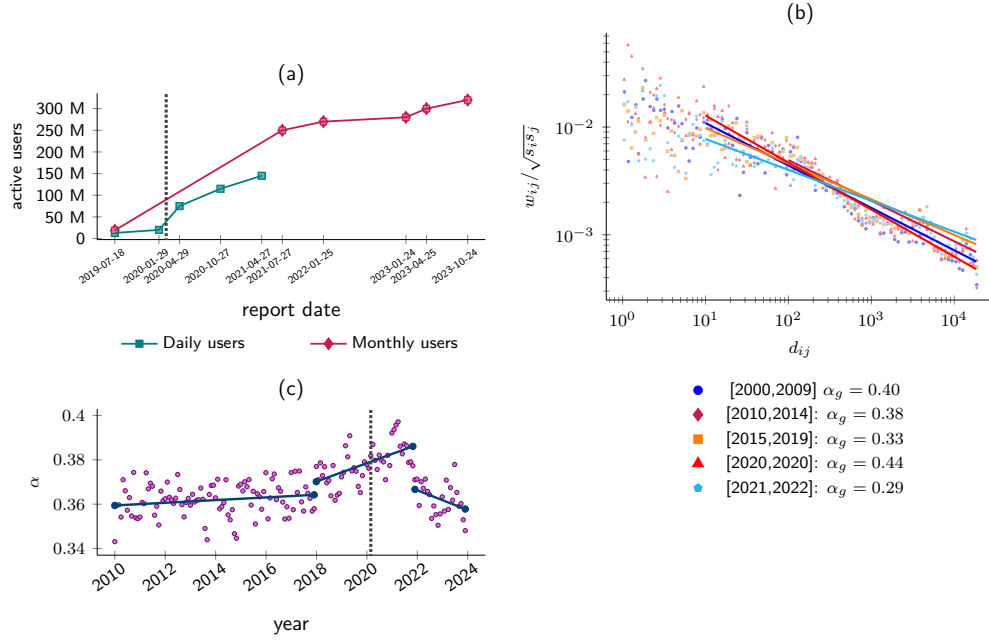 (a)
active users
300 M
250 M
200 M
150 M
100 M
50 M
0
2019-07-18
2020-01-29
2020-04-29
2020-10-27
2021-04-27
2021-07-27
2022-01-25
2023-01-24
2023-04-25
2023-10-24
report date
Daily users
Monthly users
(b)
w_{ij}/√s_i s_j
10^{-2}
10^{-3}
10^0
10^1
10^2
10^3
10^4
d_{ij}
[2000,2009] α_g = 0.40
[2010,2014]: α_g = 0.38
[2015,2019]: α_g = 0.33
[2020,2020]: α_g = 0.44
[2021,2022]: α_g = 0.29
(c)
α
0.4
0.38
0.36
0.34
2010
2012
2014
2016
2018
2020
2022
2024
year